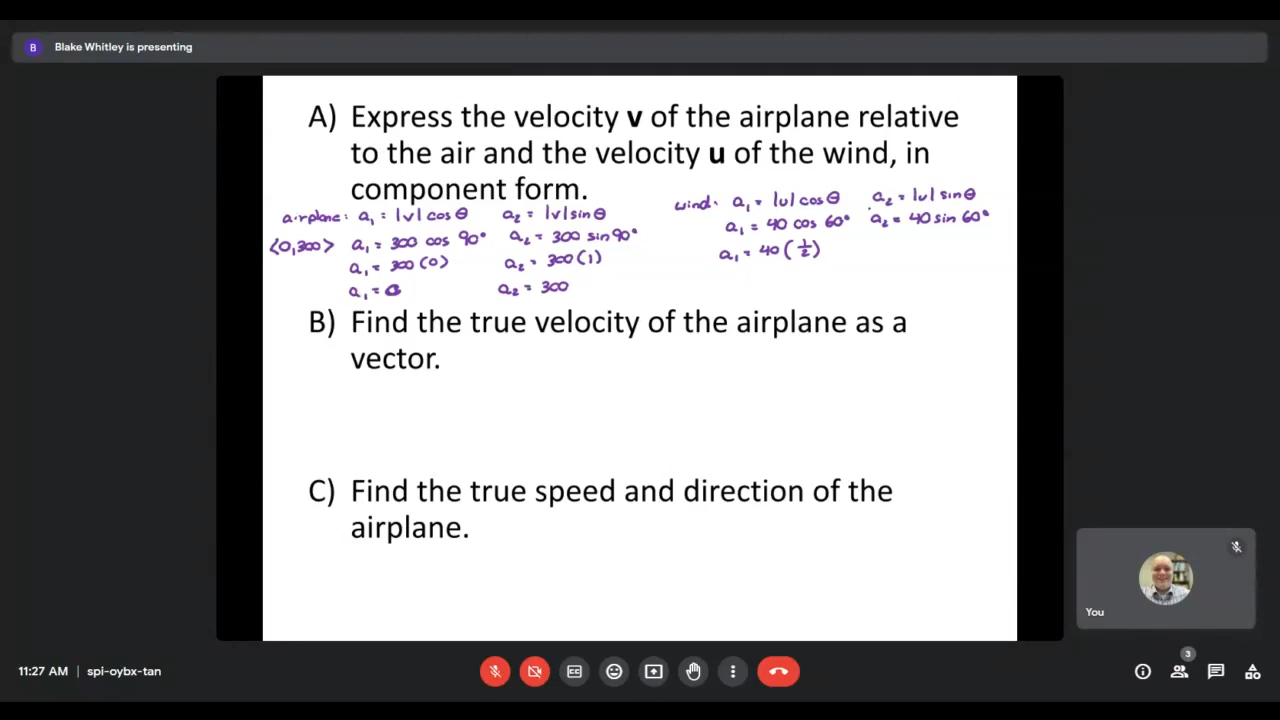 B
Blake Whitley is presenting
A) Express the velocity v of the airplane relative
to the air and the velocity u of the wind, in
component form.
airplane: a₁ = |v| cos θ
a₂ = |v| sin θ
wind: a₁ = |u| cos θ
a₂ = |u| sin θ
<0,300> a₁ = 300 cos 90°
a₂ = 300 sin 90°
a₁ = 40 cos 60°
a₂ = 40 sin 60°
a₁ = 300(0)
a₂ = 300(1)
a₁ = 40(1/2)
a₁ = 0
a₂ = 300
B) Find the true velocity of the airplane as a
vector.
C) Find the true speed and direction of the
airplane.
You
11:27 AM | spi-oybx-tan
3